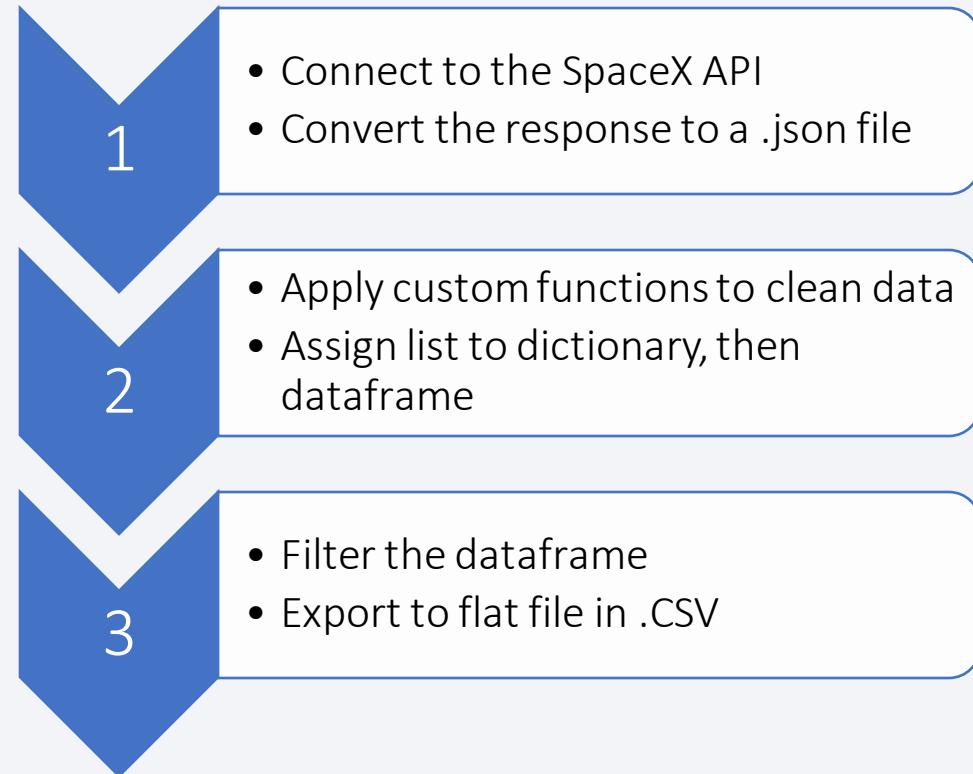 1
• Connect to the SpaceX API
• Convert the response to a .json file
2
• Apply custom functions to clean data
• Assign list to dictionary, then
dataframe
3
• Filter the dataframe
• Export to flat file in .CSV